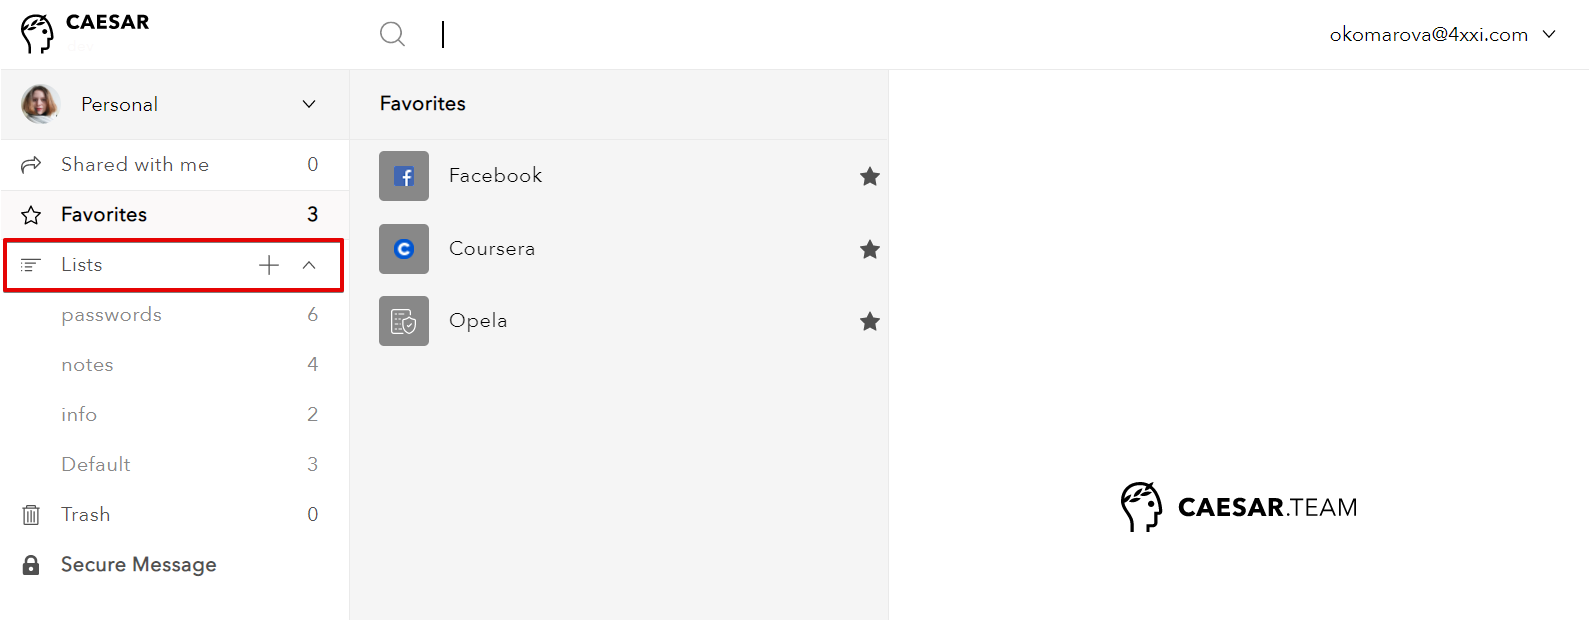 CAESAR
okomarova@4xxi.com
Personal
Favorites
Shared with me 0
Facebook
Favorites 3
Coursera
Lists
passwords 6
Opela
notes 4
info 2
Default 3
Trash 0
CAESAR.TEAM
Secure Message